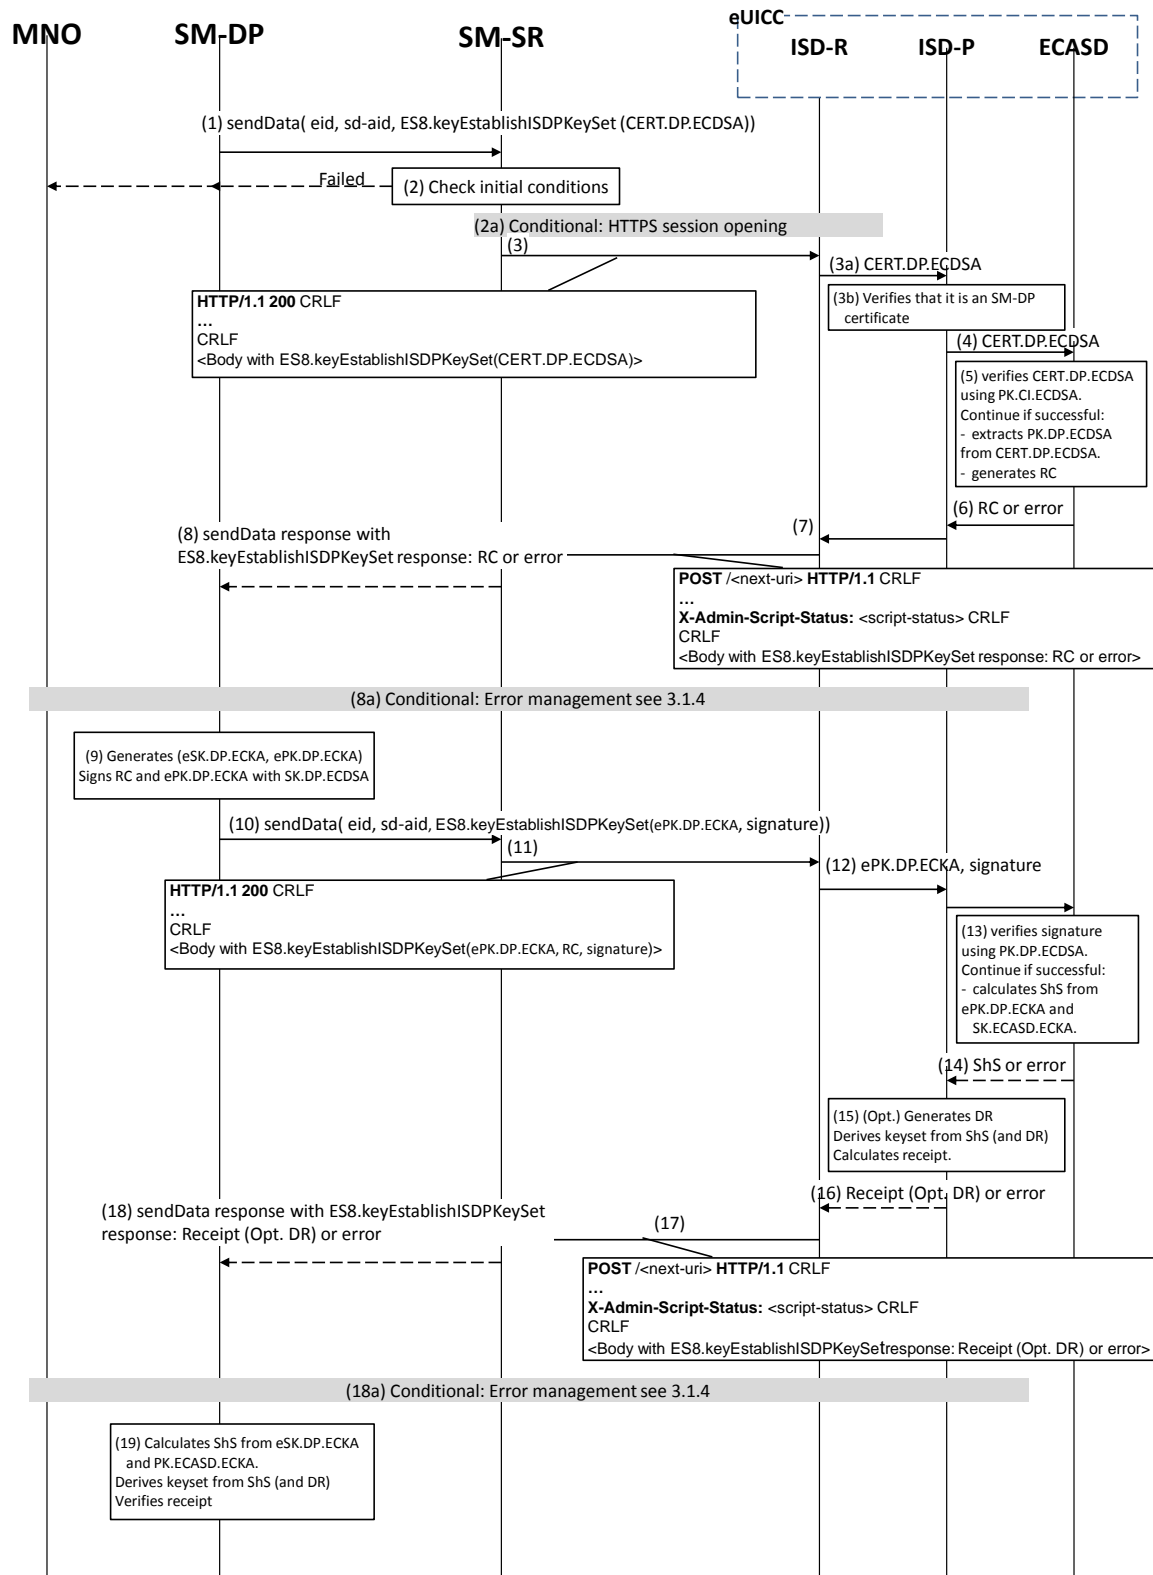 eUICC
MNO
SM-DP
SM-SR
ISD-R
ISD-P
ECASD
(1) sendData( eid, sd-aid, ES8.keyEstablishISDPKeySet (CERT.DP.ECDSA))
Failed
(2) Check initial conditions
(2a) Conditional: HTTPS session opening
(3)
(3a) CERT.DP.ECDSA
HTTP/1.1 200 CRLF
...
CRLF
<Body with ES8.keyEstablishISDPKeySet(CERT.DP.ECDSA)>
(3b) Verifies that it is an SM-DP
certificate
(4) CERT.DP.ECDSA
(5) verifies CERT.DP.ECDSA
using PK.CI.ECDSA.
Continue if successful:
- extracts PK.DP.ECDSA
from CERT.DP.ECDSA.
- generates RC
(6) RC or error
(7)
(8) sendData response with
ES8.keyEstablishISDPKeySet response: RC or error
POST /<next-uri> HTTP/1.1 CRLF
...
X-Admin-Script-Status: <script-status> CRLF
CRLF
<Body with ES8.keyEstablishISDPKeySet response: RC or error>
(8a) Conditional: Error management see 3.1.4
(9) Generates (eSK.DP.ECKA, ePK.DP.ECKA)
Signs RC and ePK.DP.ECKA with SK.DP.ECDSA
(10) sendData( eid, sd-aid, ES8.keyEstablishISDPKeySet(ePK.DP.ECKA, signature))
(11)
(12) ePK.DP.ECKA, signature
HTTP/1.1 200 CRLF
...
CRLF
<Body with ES8.keyEstablishISDPKeySet(ePK.DP.ECKA, RC, signature)>
(13) verifies signature
using PK.DP.ECDSA.
Continue if successful:
- calculates ShS from
ePK.DP.ECKA and
SK.ECASD.ECKA.
(14) ShS or error
(15) (Opt.) Generates DR
Derives keyset from ShS (and DR)
Calculates receipt.
(16) Receipt (Opt. DR) or error
(17)
(18) sendData response with ES8.keyEstablishISDPKeySet
response: Receipt (Opt. DR) or error
POST /<next-uri> HTTP/1.1 CRLF
...
X-Admin-Script-Status: <script-status> CRLF
CRLF
<Body with ES8.keyEstablishISDPKeySetresponse: Receipt (Opt. DR) or error>
(18a) Conditional: Error management see 3.1.4
(19) Calculates ShS from eSK.DP.ECKA
and PK.ECASD.ECKA.
Derives keyset from ShS (and DR)
Verifies receipt